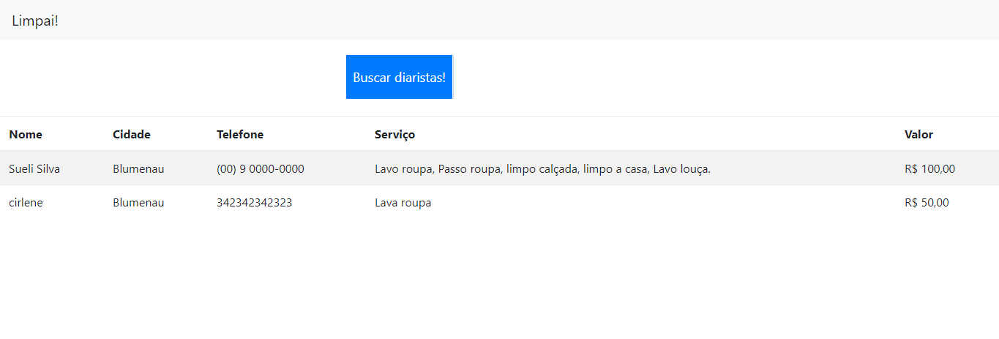 Limpai!
Buscar diaristas!
Nome Cidade Telefone Serviço Valor
Sueli Silva Blumenau (00) 9 0000-0000 Lavo roupa, Passo roupa, limpo calçada, limpo a casa, Lavo louça. R$ 100,00
cirlene Blumenau 342342342323 Lava roupa R$ 50,00